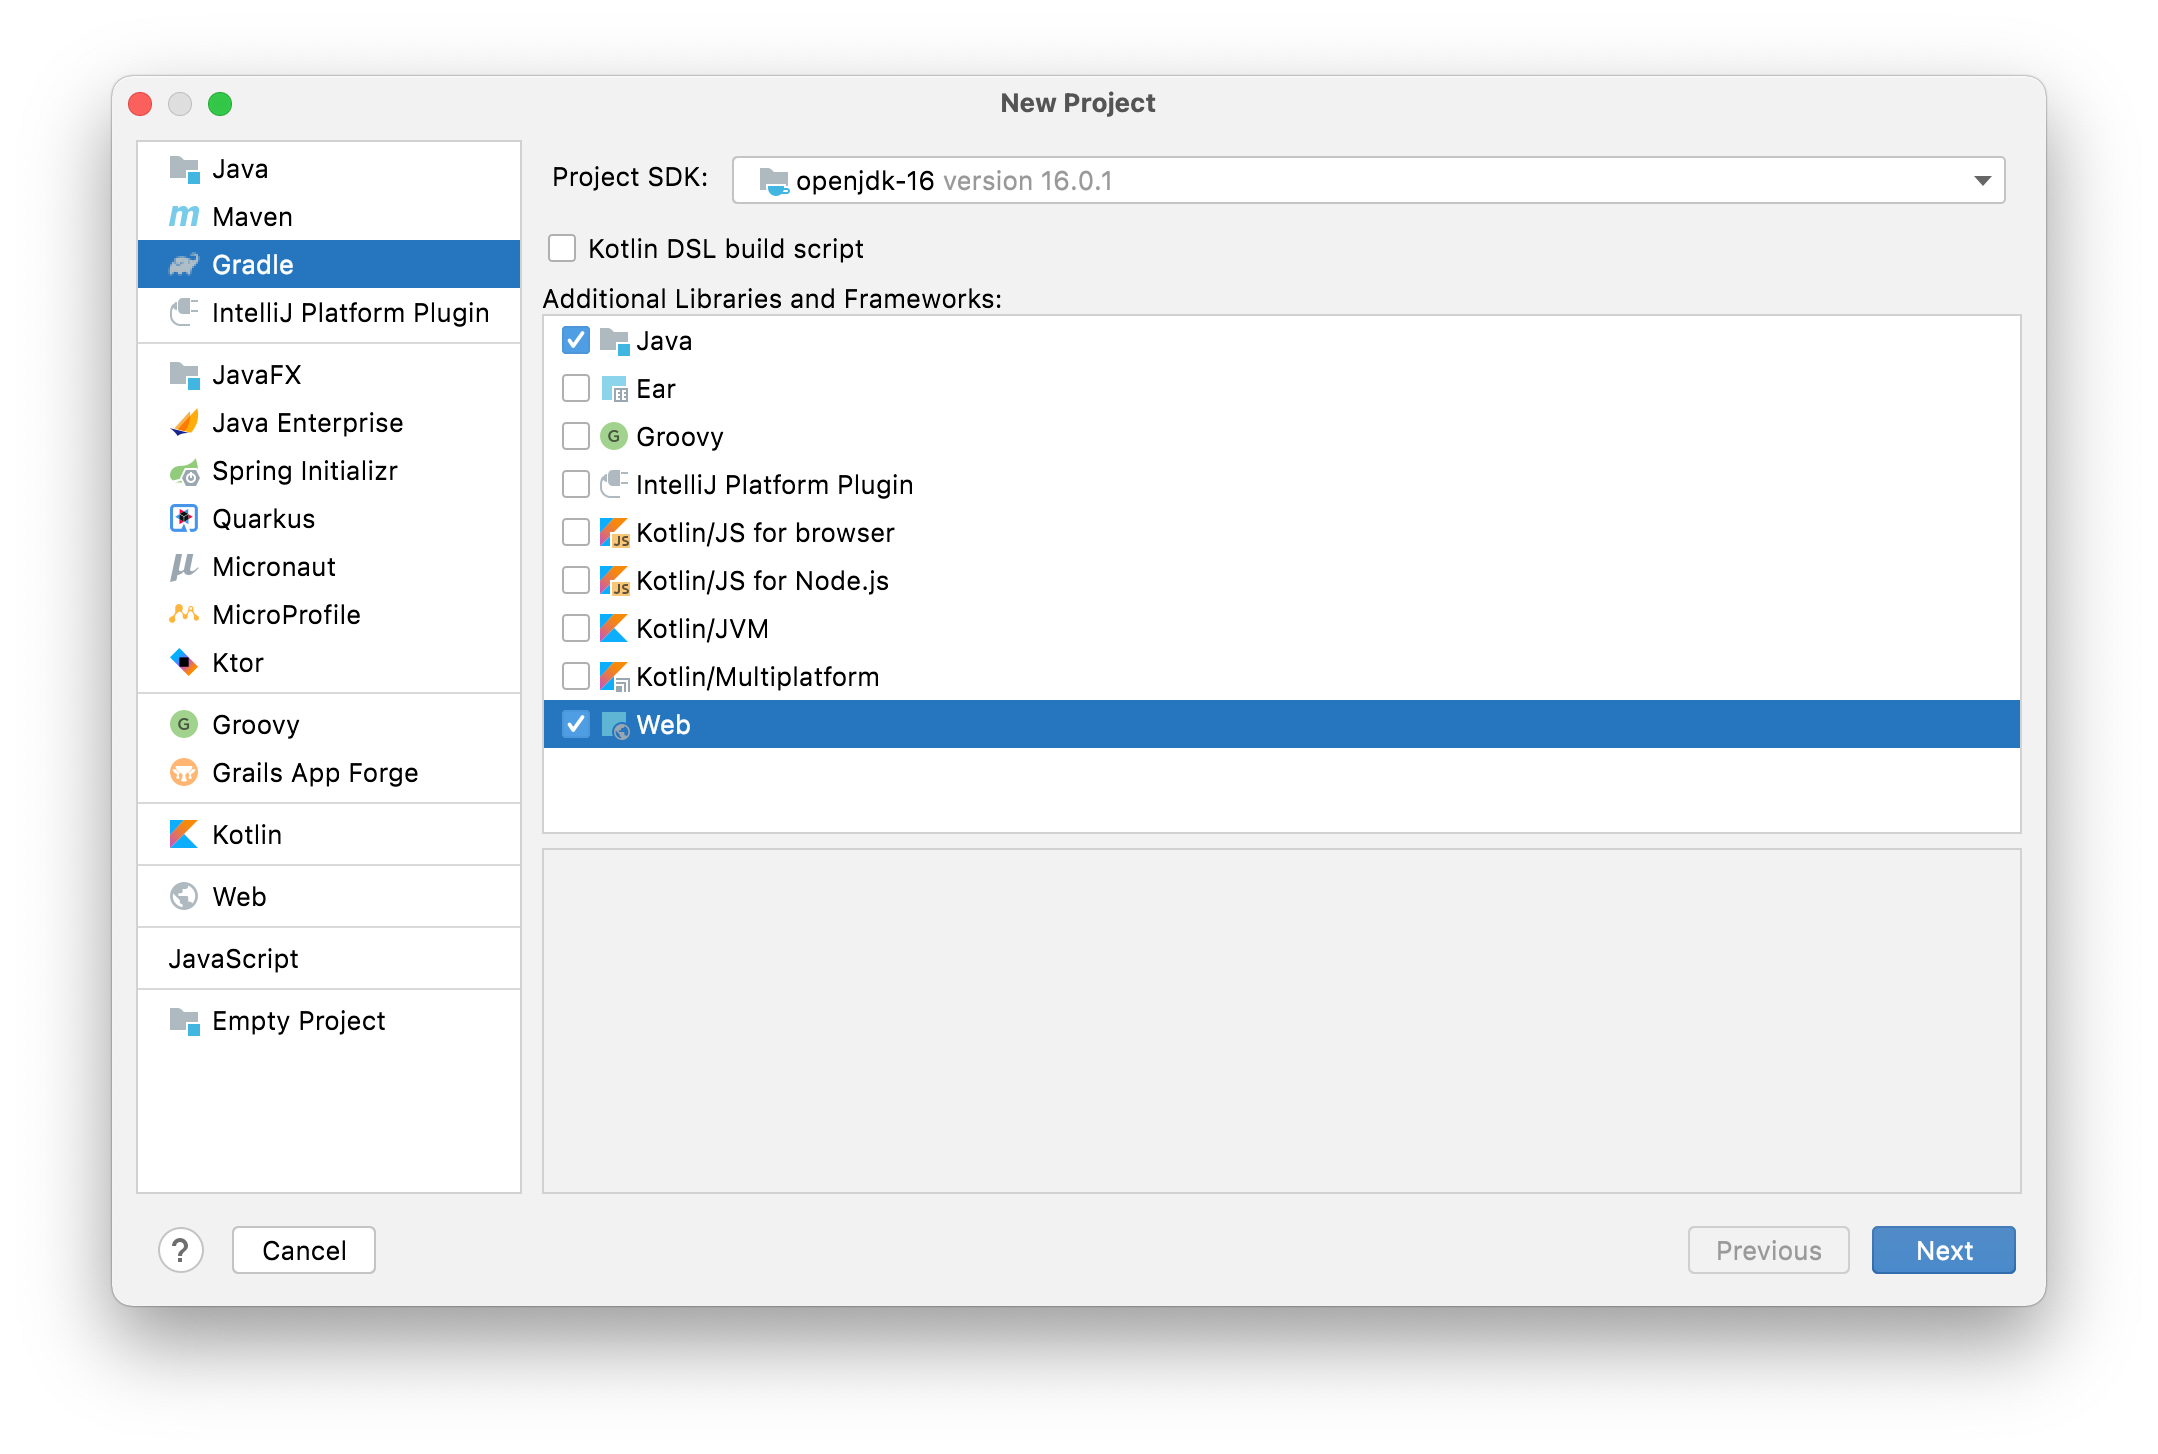 New Project
Java
Maven
Gradle
IntelliJ Platform Plugin
JavaFX
Java Enterprise
Spring Initializr
Quarkus
Micronaut
MicroProfile
Ktor
Groovy
Grails App Forge
Kotlin
Web
JavaScript
Empty Project
Project SDK: openjdk-16 version 16.0.1
Kotlin DSL build script
Additional Libraries and Frameworks:
Java
Ear
G Groovy
IntelliJ Platform Plugin
JS Kotlin/JS for browser
JS Kotlin/JS for Node.js
Kotlin/JVM
Kotlin/Multiplatform
Web
? Cancel Previous Next